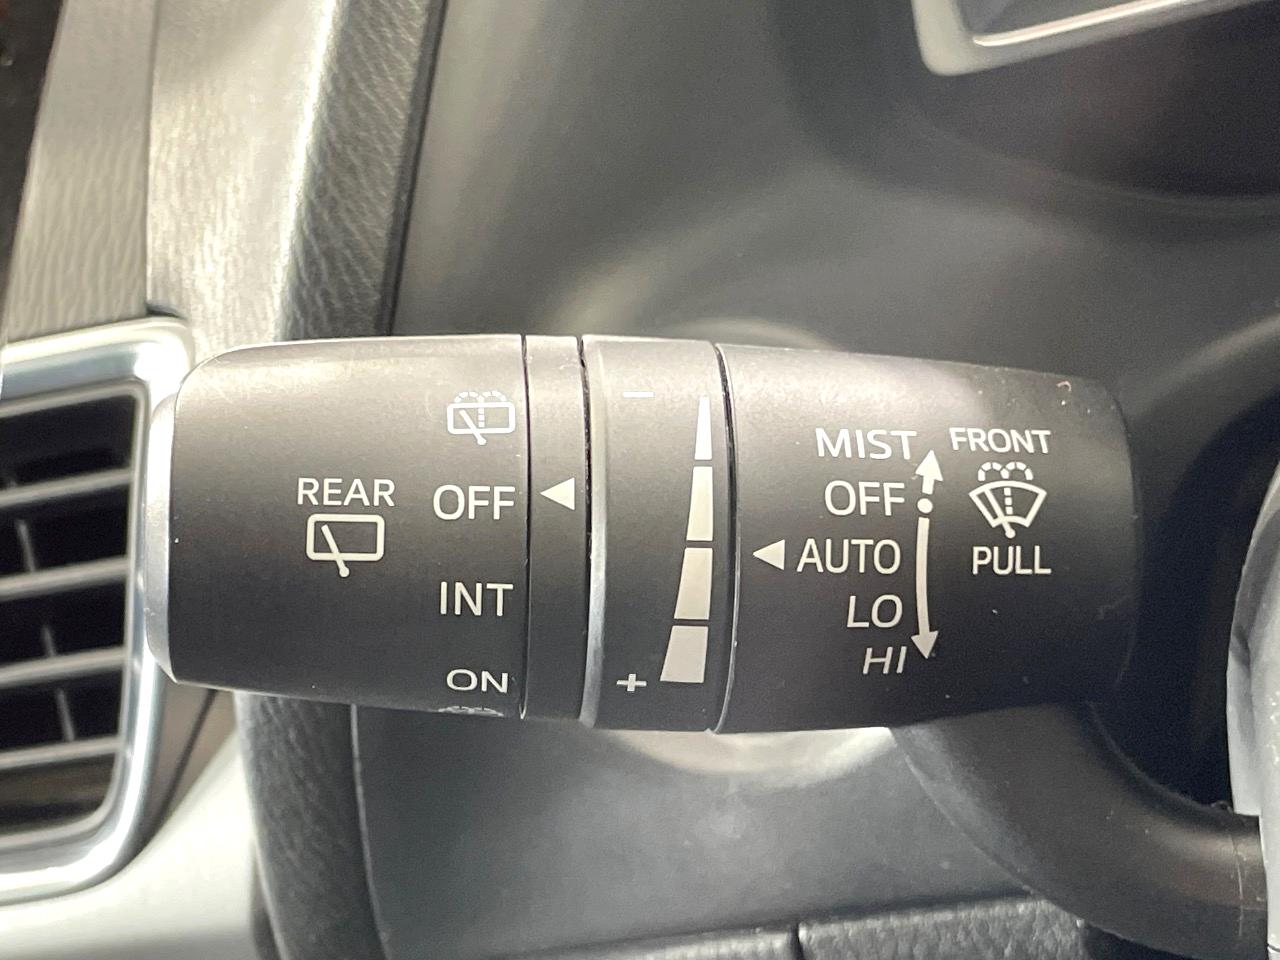 REAR
OFF
INT
ON
−
+
MIST
OFF
AUTO
LO
HI
FRONT
PULL